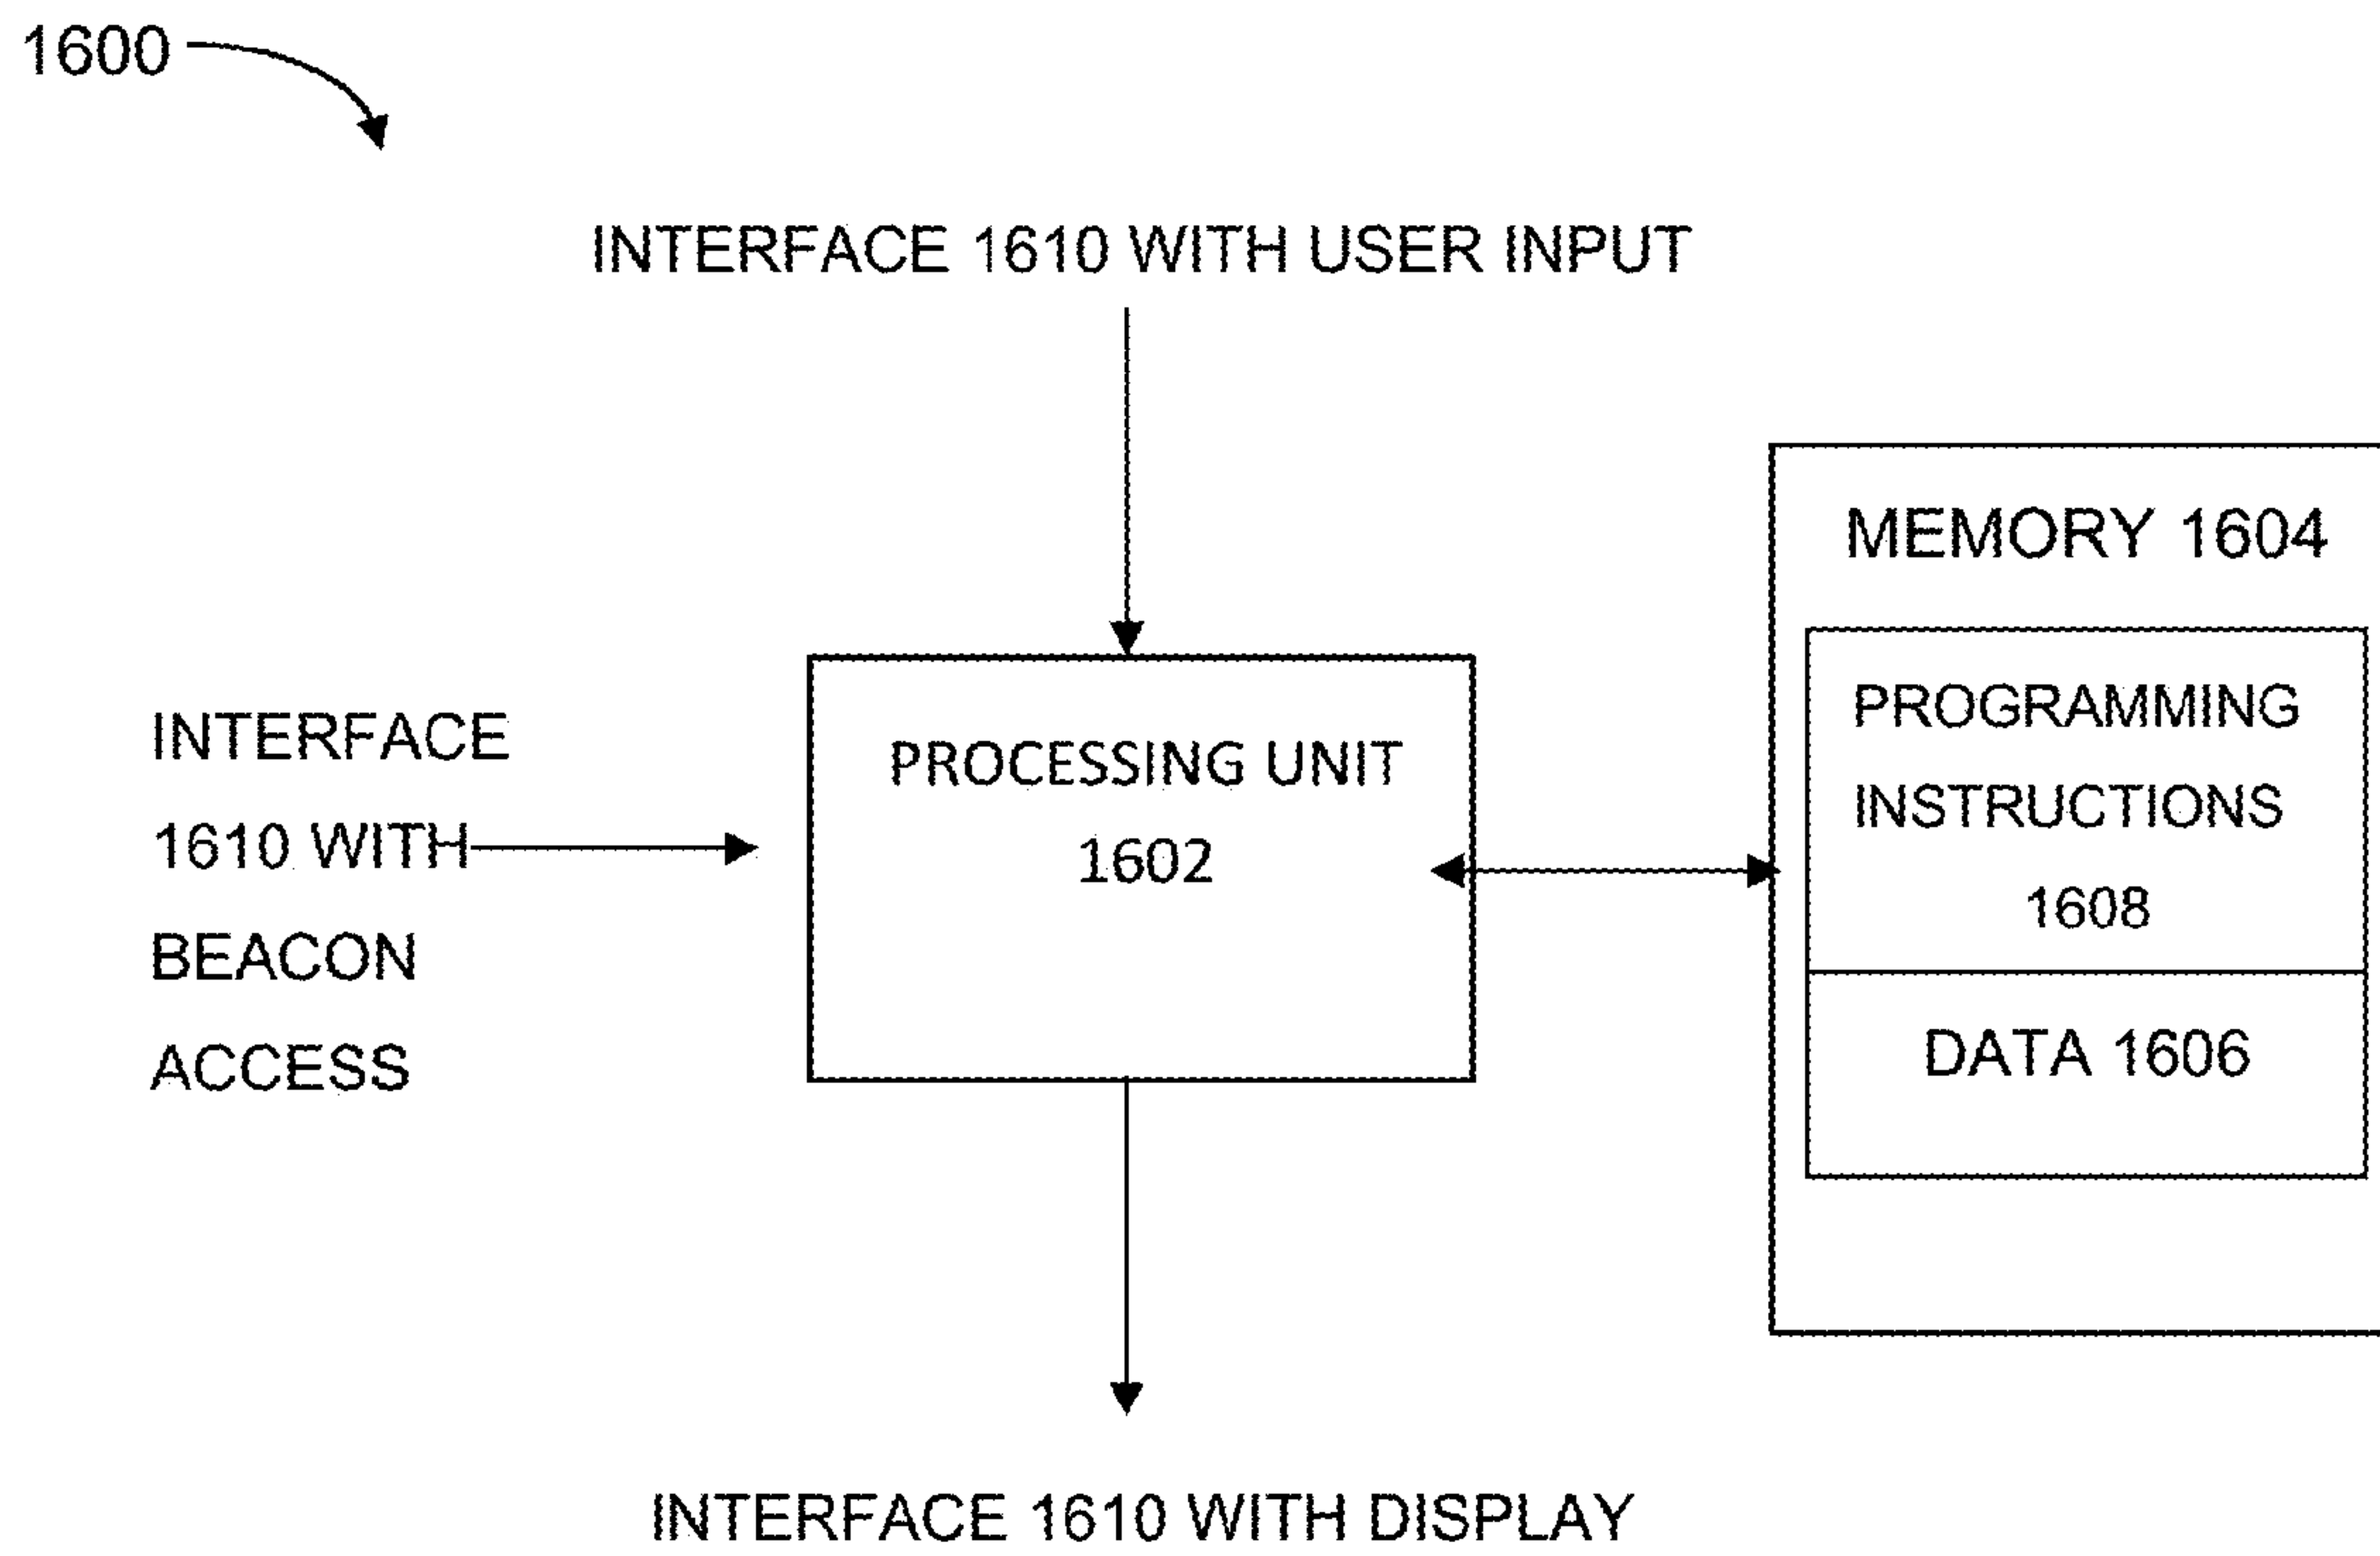 1600
INTERFACE 1610 WITH USER INPUT
MEMORY 1604
PROGRAMMING
INSTRUCTIONS
1608
DATA 1606
PROCESSING UNIT
1602
INTERFACE
1610 WITH
BEACON
ACCESS
INTERFACE 1610 WITH DISPLAY